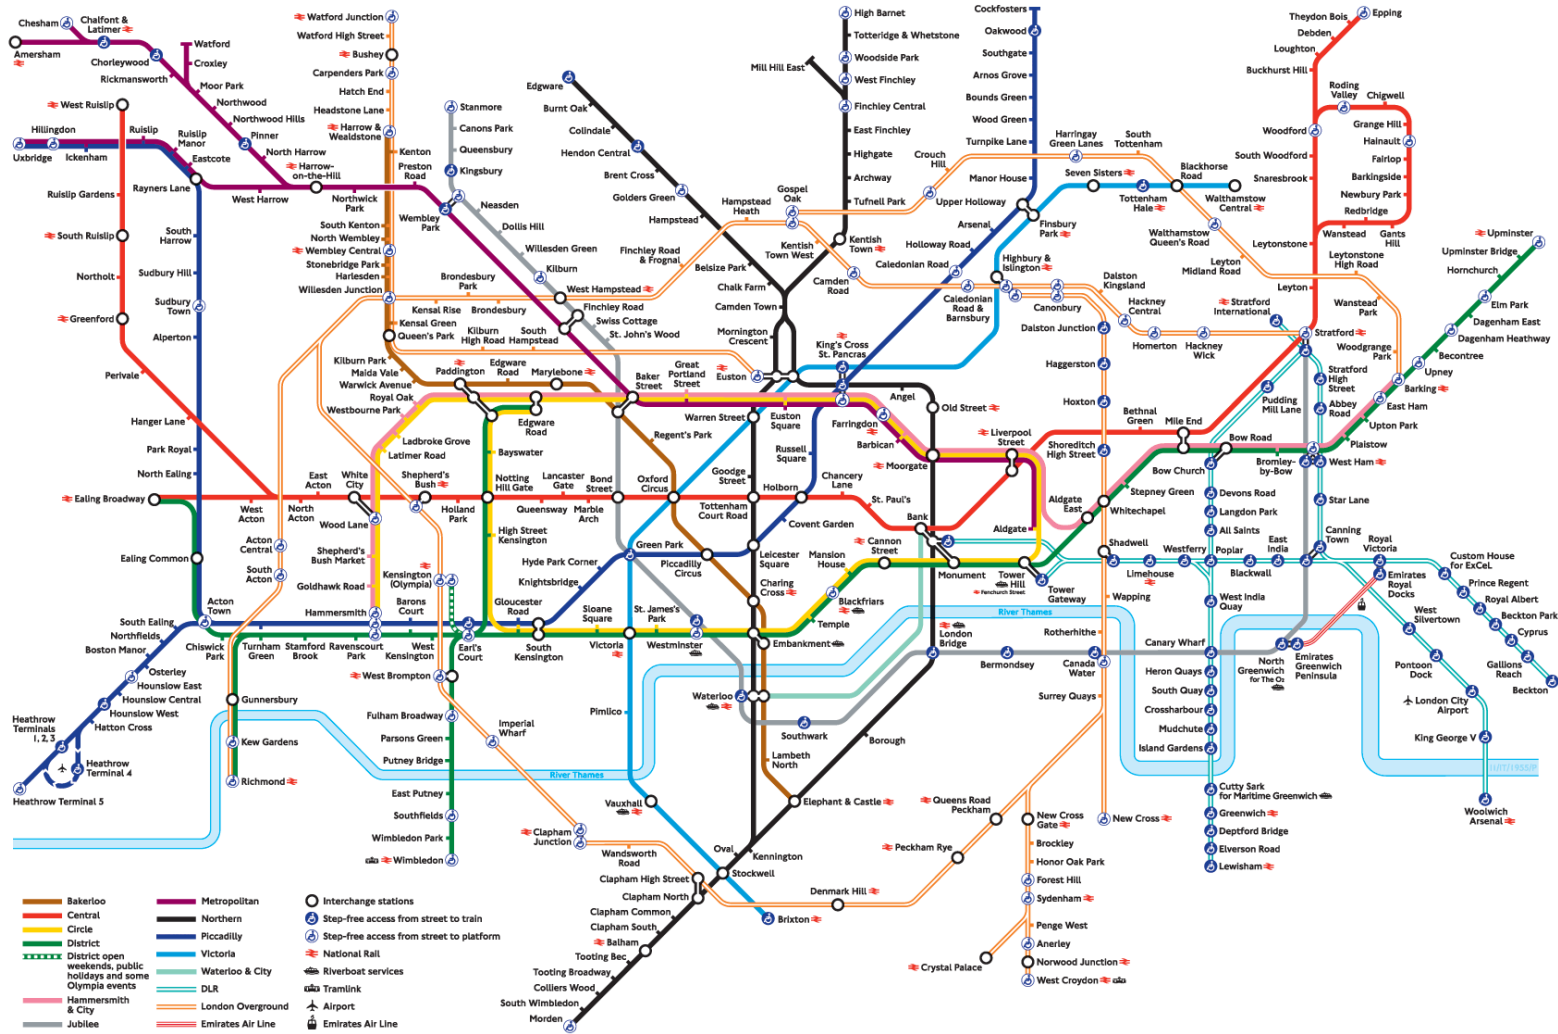 Chesham
Chalfont &
Latimer
Amersham
Chorleywood
Rickmansworth
Watford
Croxley
Moor Park
Northwood
Northwood Hills
Pinner
North Harrow
Harrow-
on-the-Hill
West Ruislip
Hillingdon
Ruislip
Ruislip
Manor
Eastcote
Uxbridge
Ickenham
Rayners Lane
West Harrow
Northwick
Park
Preston
Road
Ruislip Gardens
South Ruislip
Northolt
Greenford
Perivale
Hanger Lane
South
Harrow
Sudbury Hill
Sudbury
Town
Alperton
Park Royal
North Ealing
Ealing Broadway
Ealing Common
West
Acton
North
Acton
East
Acton
White
City
Watford Junction
Watford High Street
Bushey
Carpenders Park
Hatch End
Headstone Lane
Harrow &
Wealdstone
Kenton
South Kenton
North Wembley
Wembley Central
Stonebridge Park
Harlesden
Willesden Junction
Kensal Green
Queen's Park
Kilburn Park
Maida Vale
Warwick Avenue
Royal Oak
Westbourne Park
Ladbroke Grove
Latimer Road
Stanmore
Canons Park
Queensbury
Kingsbury
Wembley
Park
Neasden
Dollis Hill
Willesden Green
Kilburn
West Hampstead
Finchley Road
Swiss Cottage
St. John's Wood
Kensal Rise
Brondesbury
Park
Brondesbury
Kilburn
High Road
South
Hampstead
Edgware
Burnt Oak
Colindale
Hendon Central
Brent Cross
Golders Green
Hampstead
Belsize Park
Chalk Farm
Camden Town
Mornington
Crescent
Finchley Road
& Frognal
Hampstead
Heath
Gospel
Oak
Kentish
Town West
Camden
Road
High Barnet
Totteridge & Whetstone
Woodside Park
West Finchley
Mill Hill East
Finchley Central
East Finchley
Highgate
Archway
Tufnell Park
Kentish
Town
Cockfosters
Oakwood
Southgate
Arnos Grove
Bounds Green
Wood Green
Turnpike Lane
Manor House
Crouch
Hill
Upper Holloway
Harringay
Green Lanes
South
Tottenham
Arsenal
Holloway Road
Caledonian Road
Finsbury
Park
Seven Sisters
Tottenham
Hale
Blackhorse
Road
Walthamstow
Central
Walthamstow
Queen's Road
Leyton
Midland Road
Leytonstone
High Road
Wanstead
Park
Woodgrange
Park
Highbury &
Islington
Caledonian
Road &
Barnsbury
Canonbury
Dalston
Kingsland
Hackney
Central
Homerton
Hackney
Wick
Dalston Junction
Haggerston
Hoxton
Shoreditch
High Street
Epping
Theydon Bois
Debden
Loughton
Buckhurst Hill
Roding
Valley
Chigwell
Grange Hill
Hainault
Fairlop
Barkingside
Newbury Park
Redbridge
Gants
Hill
Wanstead
Woodford
South Woodford
Snaresbrook
Leytonstone
Leyton
Stratford
International
Stratford
Stratford
High Street
Abbey
Road
Pudding
Mill Lane
Upminster
Upminster Bridge
Hornchurch
Elm Park
Dagenham East
Dagenham Heathway
Becontree
Upney
Barking
East Ham
Upton Park
Plaistow
West Ham
Bromley-
by-Bow
Bow Road
Bow Church
Mile End
Bethnal
Green
Stepney Green
Whitechapel
Aldgate
East
Aldgate
Paddington
Edgware
Road
Marylebone
Edgware
Road
Baker
Street
Great
Portland
Street
Warren Street
Euston
Euston
Square
King's Cross
St. Pancras
Farringdon
Barbican
Moorgate
Angel
Old Street
Liverpool
Street
Regent's Park
Russell
Square
Goodge
Street
Bayswater
Notting
Hill Gate
Lancaster
Gate
Queensway
Marble
Arch
Bond
Street
Oxford
Circus
Tottenham
Court Road
Holborn
Chancery
Lane
St. Paul's
Bank
Covent Garden
Leicester
Square
Piccadilly
Circus
Green Park
Hyde Park Corner
Knightsbridge
High Street
Kensington
Shepherd's
Bush
Holland
Park
Wood Lane
Shepherd's
Bush Market
Goldhawk Road
Hammersmith
Kensington
(Olympia)
Barons
Court
Gloucester
Road
Earl's
Court
South
Kensington
Sloane
Square
Victoria
St. James's
Park
Westminster
Charing
Cross
Embankment
Temple
Blackfriars
Mansion
House
Cannon
Street
Monument
Tower
Hill
Fenchurch Street
Tower
Gateway
Shadwell
Limehouse
Westferry
Poplar
Blackwall
East
India
Canning
Town
Royal
Victoria
Custom House
for ExCeL
Prince Regent
Royal Albert
Beckton Park
Cyprus
Gallions
Reach
Beckton
Emirates
Royal
Docks
Emirates
Greenwich
Peninsula
North
Greenwich
for The O2
West
Silvertown
Pontoon
Dock
London City
Airport
King George V
Woolwich
Arsenal
Devons Road
Langdon Park
All Saints
Star Lane
West India
Quay
Canary Wharf
Heron Quays
South Quay
Crossharbour
Mudchute
Island Gardens
Cutty Sark
for Maritime Greenwich
Greenwich
Deptford Bridge
Elverson Road
Lewisham
Wapping
Rotherhithe
Canada
Water
Surrey Quays
Bermondsey
London
Bridge
River Thames
Southwark
Waterloo
Borough
Lambeth
North
Elephant & Castle
Kennington
Oval
Stockwell
Pimlico
Vauxhall
Brixton
Clapham High Street
Clapham North
Clapham Common
Clapham South
Balham
Tooting Bec
Tooting Broadway
Colliers Wood
South Wimbledon
Morden
Wandsworth
Road
Clapham
Junction
Denmark Hill
Peckham Rye
Queens Road
Peckham
New Cross
Gate
New Cross
Brockley
Honor Oak Park
Forest Hill
Sydenham
Penge West
Anerley
Norwood Junction
West Croydon
Crystal Palace
Acton
Central
South
Acton
Acton
Town
South Ealing
Northfields
Boston Manor
Osterley
Hounslow East
Hounslow Central
Hounslow West
Hatton Cross
Heathrow
Terminals
1, 2, 3
Heathrow
Terminal 4
Heathrow Terminal 5
Chiswick
Park
Turnham
Green
Stamford
Brook
Ravenscourt
Park
West
Kensington
Gunnersbury
Kew Gardens
Richmond
West Brompton
Fulham Broadway
Parsons Green
Putney Bridge
East Putney
Southfields
Wimbledon Park
Wimbledon
Imperial
Wharf
River Thames
Bakerloo
Central
Circle
District
District open
weekends, public
holidays and some
Olympia events
Hammersmith
& City
Jubilee
Metropolitan
Northern
Piccadilly
Victoria
Waterloo & City
DLR
London Overground
Emirates Air Line
Interchange stations
Step-free access from street to train
Step-free access from street to platform
National Rail
Riverboat services
Tramlink
Airport
Emirates Air Line